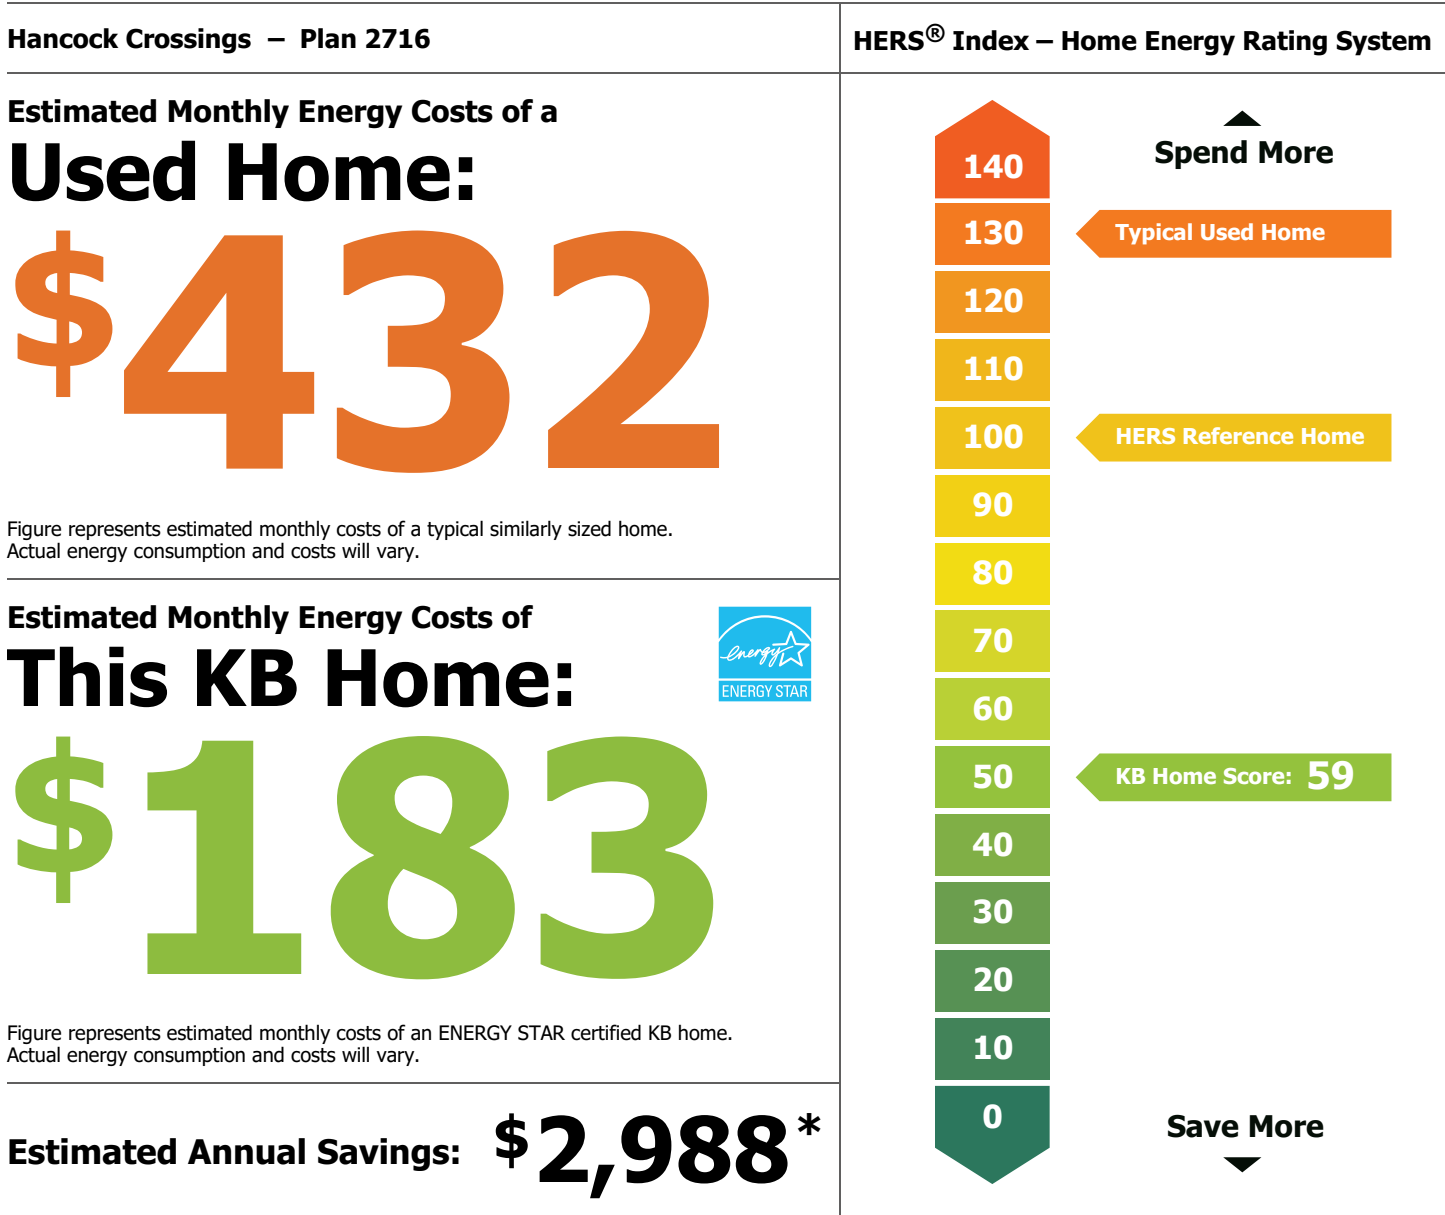 Hancock Crossings – Plan 2716
Estimated Monthly Energy Costs of a
Used Home:
$432
Figure represents estimated monthly costs of a typical similarly sized home.
Actual energy consumption and costs will vary.
Estimated Monthly Energy Costs of
This KB Home:
energy
ENERGY STAR
$183
Figure represents estimated monthly costs of an ENERGY STAR certified KB home.
Actual energy consumption and costs will vary.
Estimated Annual Savings: $2,988*
HERS® Index – Home Energy Rating System
Spend More
140
130 Typical Used Home
120
110
100 HERS Reference Home
90
80
70
60
50 KB Home Score: 59
40
30
20
10
0
Save More